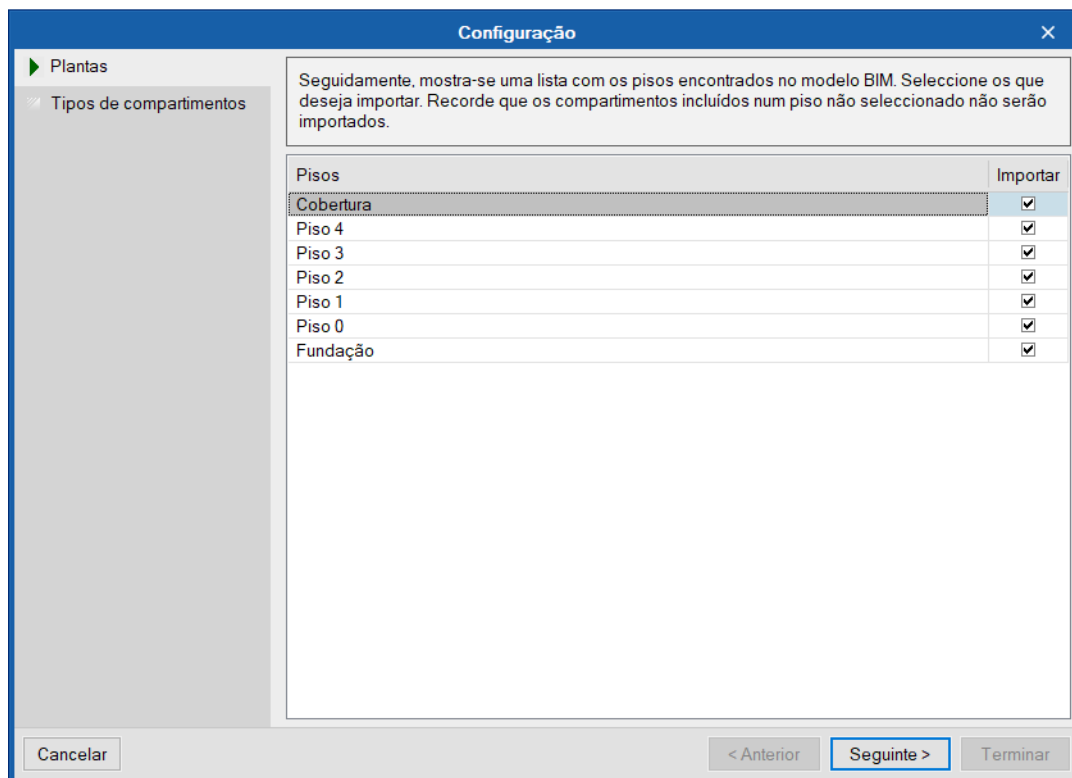 Configuração
Plantas
Tipos de compartimentos
Seguidamente, mostra-se uma lista com os pisos encontrados no modelo BIM. Seleccione os que
deseja importar. Recorde que os compartimentos incluídos num piso não seleccionado não serão
importados.
Pisos Importar
Cobertura
Piso 4
Piso 3
Piso 2
Piso 1
Piso 0
Fundação
Cancelar < Anterior Seguinte > Terminar